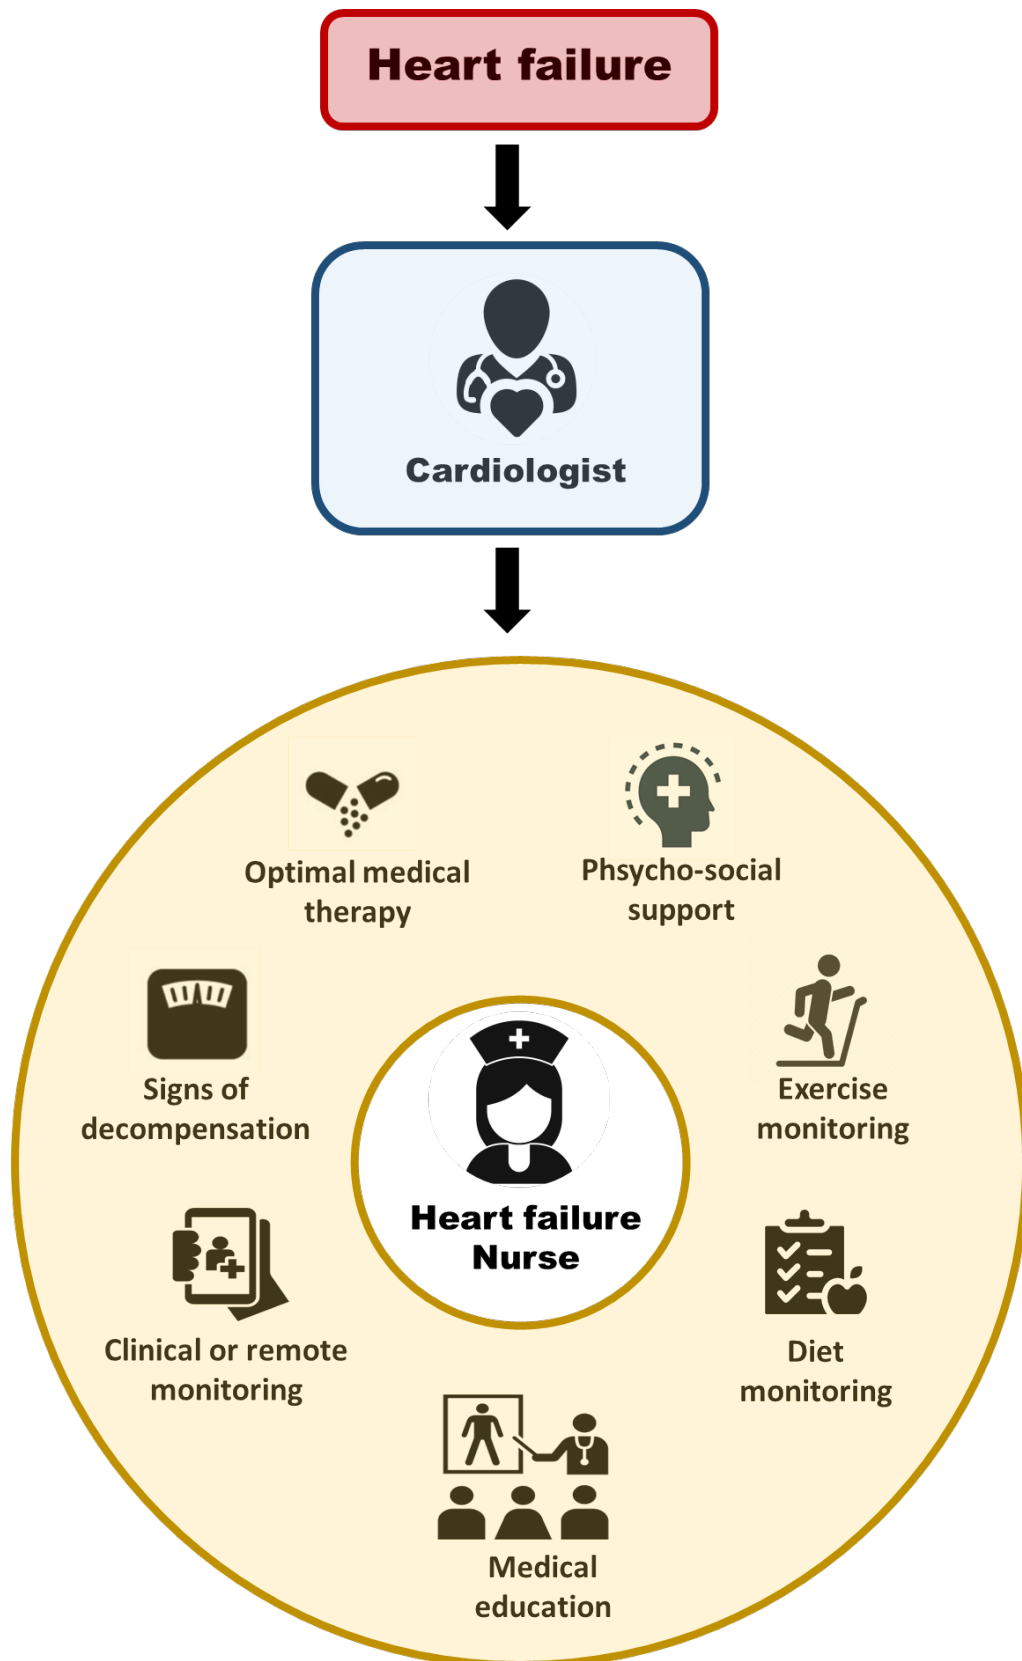 Heart failure
Cardiologist
Optimal medical
therapy
Phsycho-social
support
Signs of
decompensation
Exercise
monitoring
Heart failure
Nurse
Clinical or remote
monitoring
Diet
monitoring
Medical
education